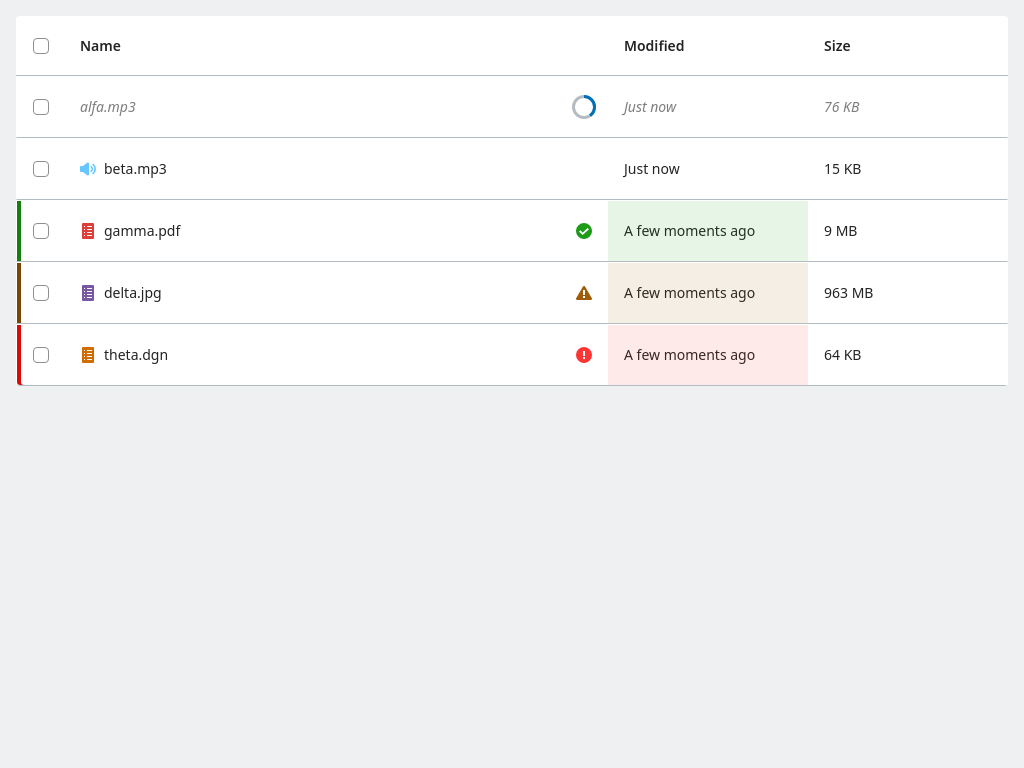 Name Modified Size
alfa.mp3 Just now 76 KB
beta.mp3 Just now 15 KB
gamma.pdf A few moments ago 9 MB
delta.jpg A few moments ago 963 MB
theta.dgn A few moments ago 64 KB